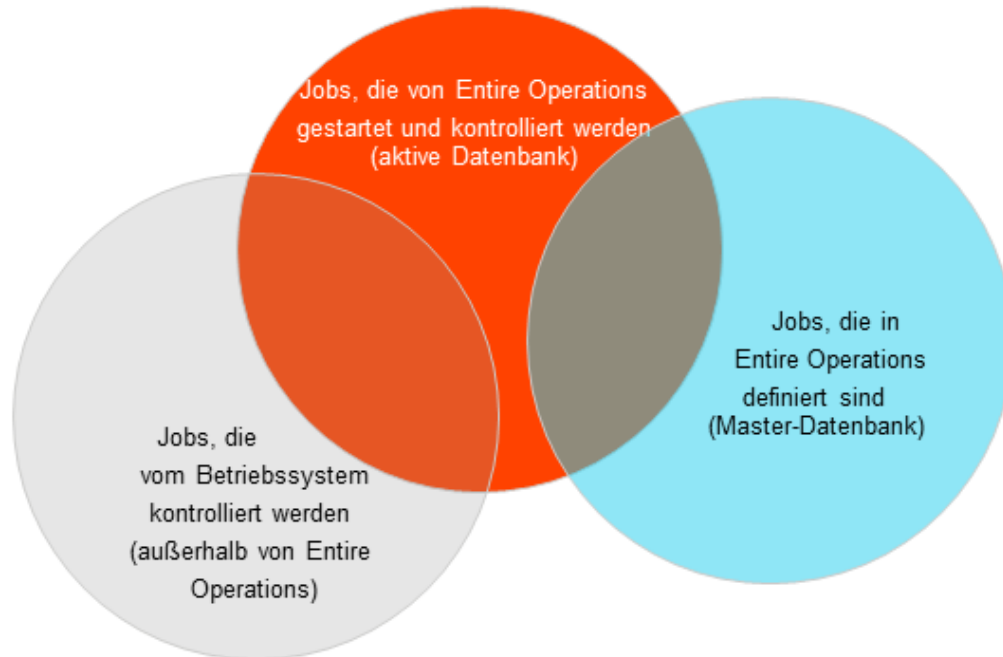 Jobs, die von Entire Operations
gestartet und kontrolliert werden
(aktive Datenbank)
Jobs, die in
Entire Operations
definiert sind
(Master-Datenbank)
Jobs, die
vom Betriebssystem
kontrolliert werden
(außerhalb von Entire
Operations)